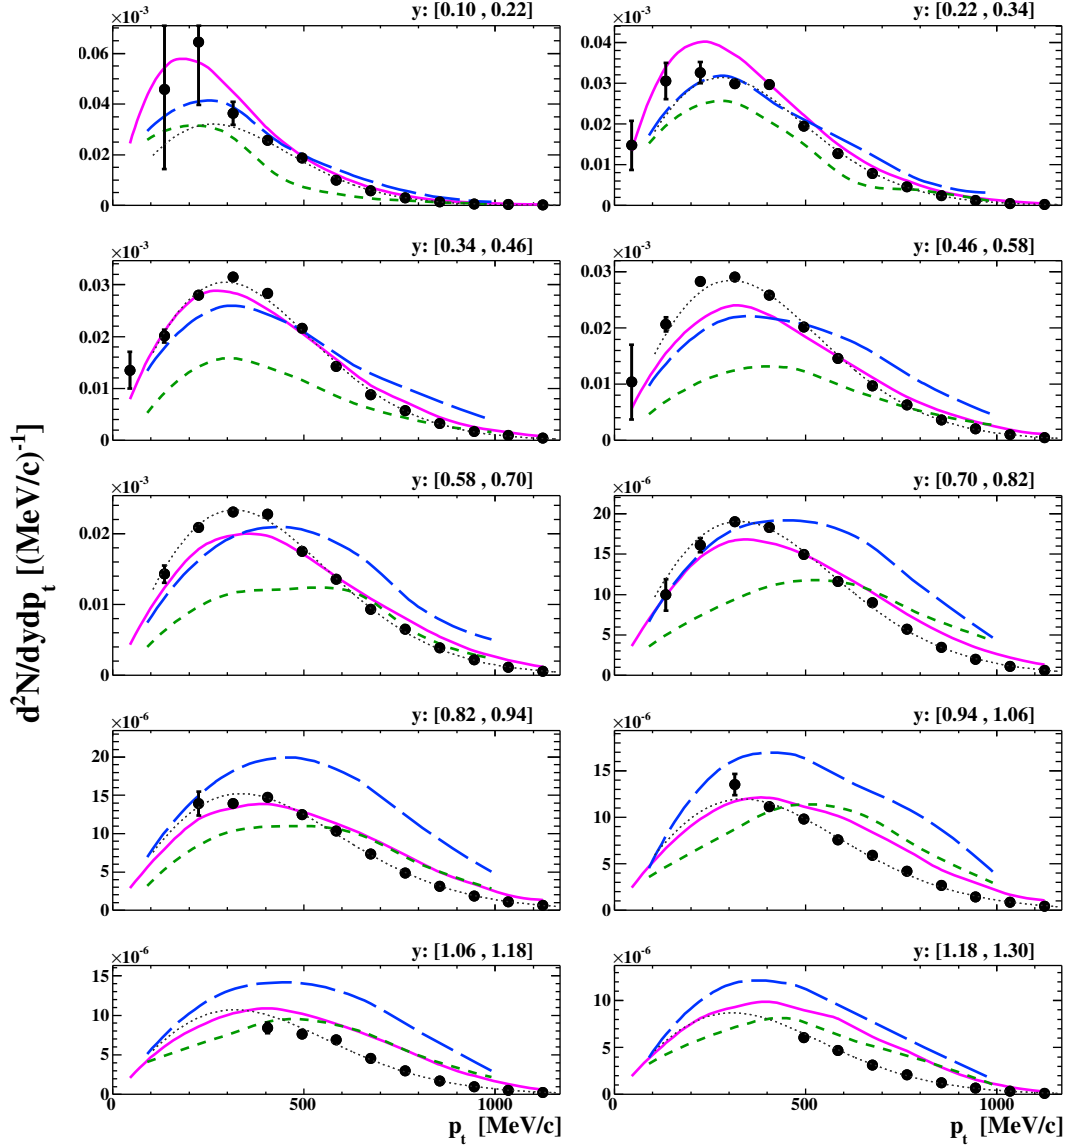 ×10⁻³ y: [0.10 , 0.22]
0.06
0.04
0.02
0
×10⁻³ y: [0.22 , 0.34]
0.04
0.03
0.02
0.01
0
×10⁻³ y: [0.34 , 0.46]
0.03
0.02
0.01
0
×10⁻³ y: [0.46 , 0.58]
0.03
0.02
0.01
0
d²N/dydpₜ [(MeV/c)⁻¹]
×10⁻³ y: [0.58 , 0.70]
0.02
0.01
0
×10⁻⁶ y: [0.70 , 0.82]
20
15
10
5
0
×10⁻⁶ y: [0.82 , 0.94]
20
15
10
5
0
×10⁻⁶ y: [0.94 , 1.06]
15
10
5
0
×10⁻⁶ y: [1.06 , 1.18]
15
10
5
0
×10⁻⁶ y: [1.18 , 1.30]
10
5
0
0 500 1000
pₜ [MeV/c]
0 500 1000
pₜ [MeV/c]